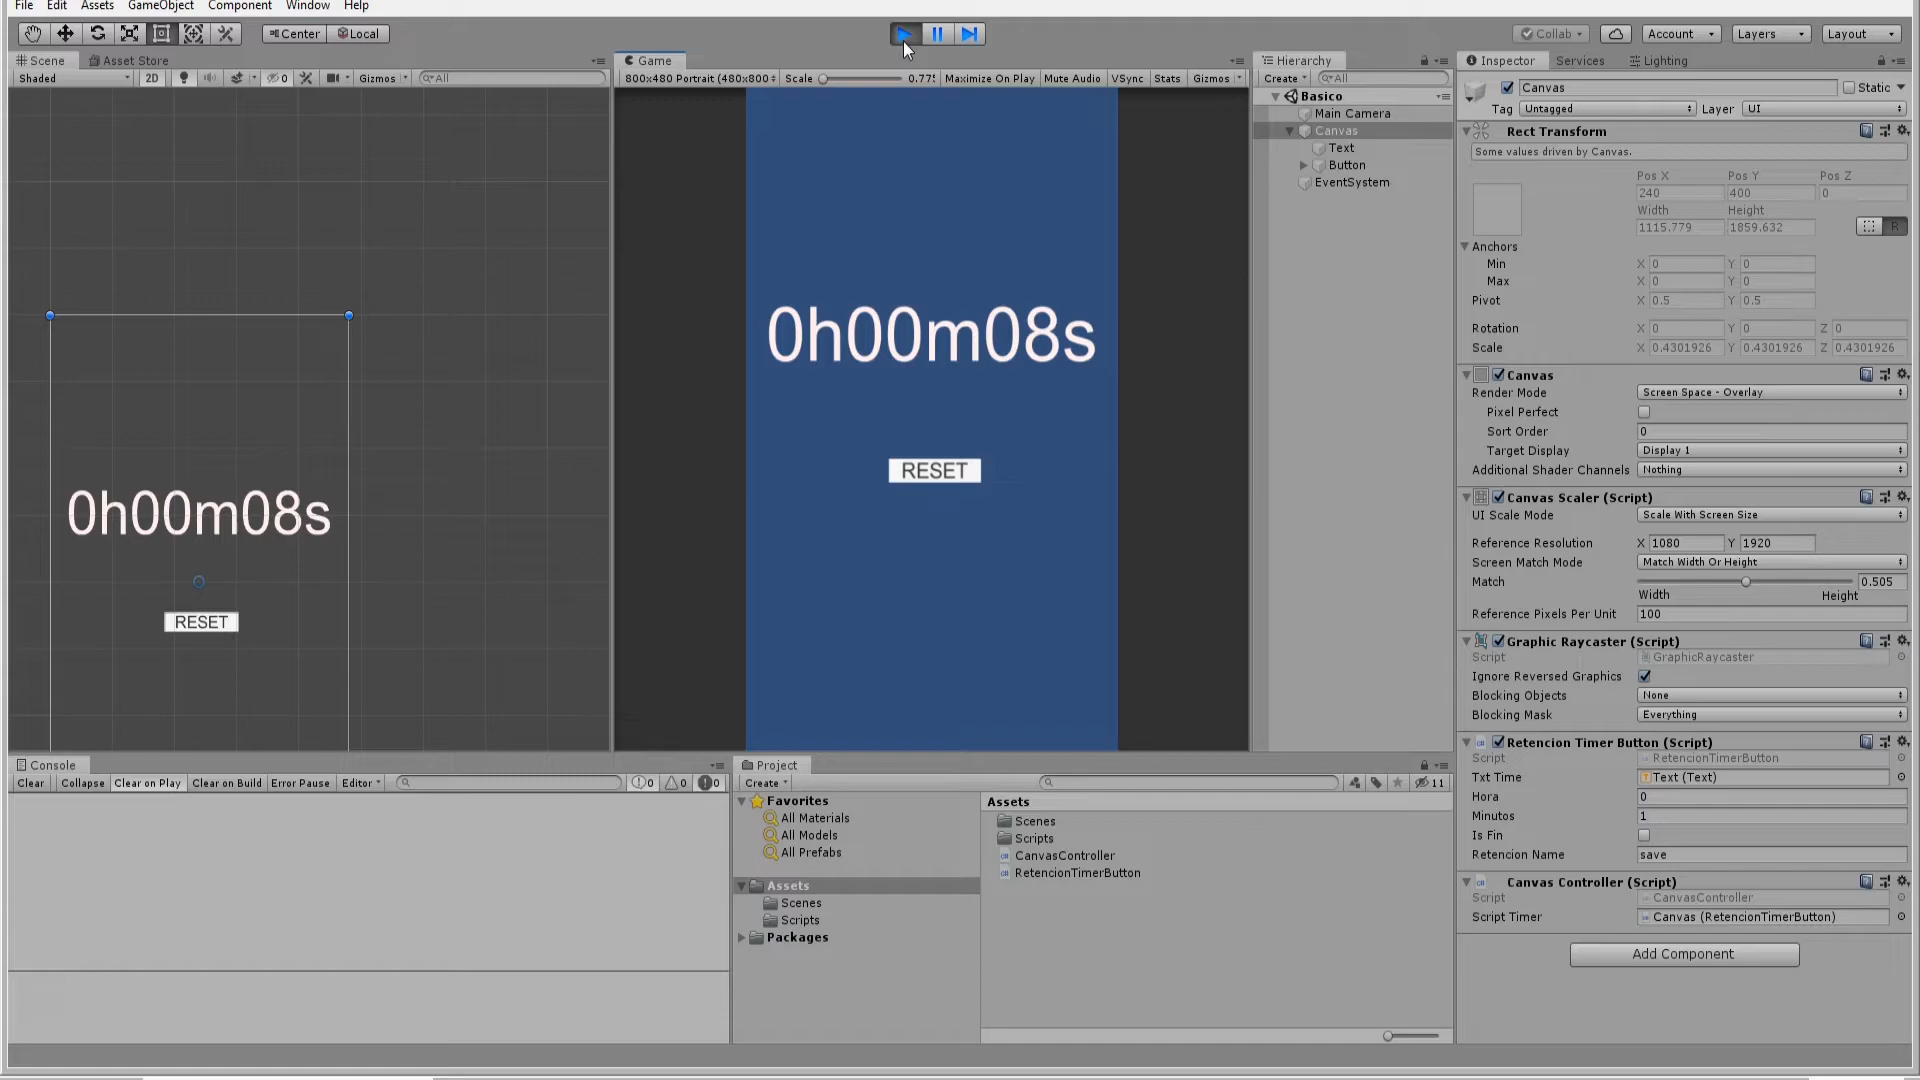 File Edit Assets GameObject Component Window Help
Center Local
Collab Account Layers Layout
Scene Asset Store
Shaded 2D 0 Gizmos All
0h00m08s
RESET
Game
800x480 Portrait (480x800 Scale 0.77 Maximize On Play Mute Audio VSync Stats Gizmos
0h00m08s
RESET
Hierarchy
Create All
Basico
Main Camera
Canvas
Text
Button
EventSystem
Inspector Services Lighting
Canvas Static
Tag Untagged Layer UI
Rect Transform
Some values driven by Canvas.
Pos X Pos Y Pos Z
240 400 0
Width Height
1115.779 1859.632 R
Anchors
Min X 0 Y 0
Max X 0 Y 0
Pivot X 0.5 Y 0.5
Rotation X 0 Y 0 Z 0
Scale X 0.4301926 Y 0.4301926 Z 0.4301926
Canvas
Render Mode Screen Space - Overlay
Pixel Perfect
Sort Order 0
Target Display Display 1
Additional Shader Channels Nothing
Canvas Scaler (Script)
UI Scale Mode Scale With Screen Size
Reference Resolution X 1080 Y 1920
Screen Match Mode Match Width Or Height
Match 0.505
Width Height
Reference Pixels Per Unit 100
Graphic Raycaster (Script)
Script GraphicRaycaster
Ignore Reversed Graphics
Blocking Objects None
Blocking Mask Everything
Retencion Timer Button (Script)
Script RetencionTimerButton
Txt Time Text (Text)
Hora 0
Minutos 1
Is Fin
Retencion Name save
Canvas Controller (Script)
Script CanvasController
Script Timer Canvas (RetencionTimerButton)
Add Component
Console
Clear Collapse Clear on Play Clear on Build Error Pause Editor 0 0 0
Project
Create 11
Favorites
All Materials
All Models
All Prefabs
Assets
Scenes
Scripts
Packages
Assets
Scenes
Scripts
CanvasController
RetencionTimerButton